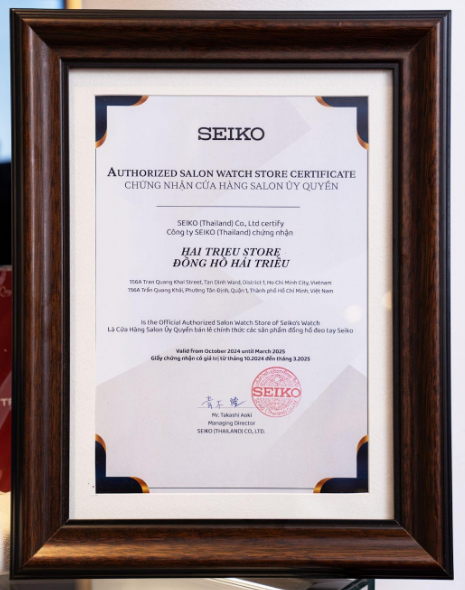 SEIKO
AUTHORIZED SALON WATCH STORE CERTIFICATE
CHỨNG NHẬN CỬA HÀNG SALON ỦY QUYỀN
SEIKO (Thailand) Co., Ltd certify
Công ty SEIKO (Thailand) chứng nhận
HAI TRIEU STORE
ĐỒNG HỒ HẢI TRIỀU
156A Tran Quang Khai Street, Tan Dinh Ward, District 1, Ho Chi Minh City, Vietnam
156A Trần Quang Khải, Phường Tân Định, Quận 1, Thành phố Hồ Chí Minh, Việt Nam
Is the Official Authorized Salon Watch Store of Seiko's Watch
Là Cửa Hàng Salon Ủy Quyền bán lẻ chính thức các sản phẩm đồng hồ đeo tay Seiko
Valid from October 2024 until March 2025
Giấy chứng nhận có giá trị từ tháng 10.2024 đến tháng 3.2025
SEIKO
Mr. Takashi Aoki
Managing Director
SEIKO (THAILAND) CO., LTD.